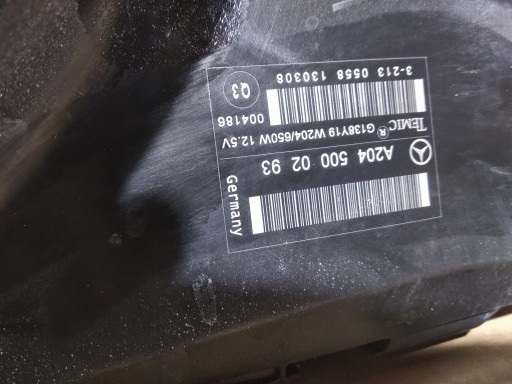 Germany
A204 500 02 93
TEMIC® G138Y19 W204/650W 12.5V
004186
Q3
3-213 0558 130308